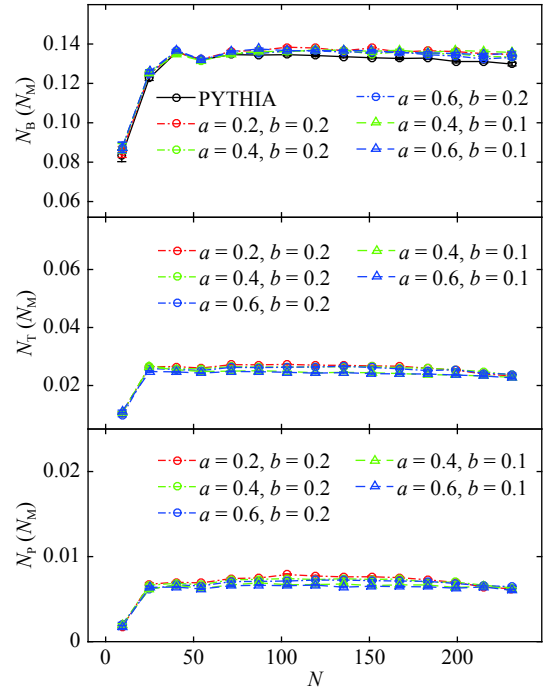 N_B (N_M)
0.14
0.12
0.10
0.08
0.06
PYTHIA
a = 0.2, b = 0.2
a = 0.4, b = 0.2
a = 0.6, b = 0.2
a = 0.4, b = 0.1
a = 0.6, b = 0.1
N_T (N_M)
0.06
0.04
0.02
a = 0.2, b = 0.2
a = 0.4, b = 0.2
a = 0.6, b = 0.2
a = 0.4, b = 0.1
a = 0.6, b = 0.1
N_P (N_M)
0.02
0.01
0
a = 0.2, b = 0.2
a = 0.4, b = 0.2
a = 0.6, b = 0.2
a = 0.4, b = 0.1
a = 0.6, b = 0.1
0 50 100 150 200
N